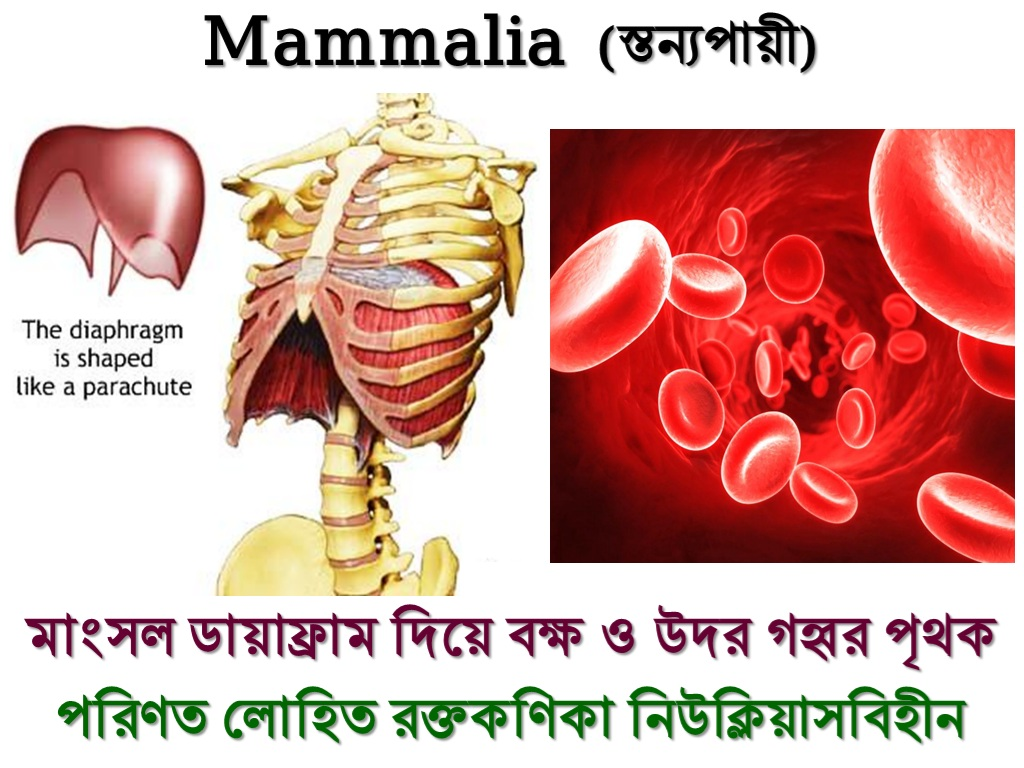 Mammalia (স্তন্যপায়ী)
The diaphragm
is shaped
like a parachute
মাংসল ডায়াফ্রাম দিয়ে বক্ষ ও উদর গহ্বর পৃথক
পরিণত লোহিত রক্তকণিকা নিউক্লিয়াসবিহীন